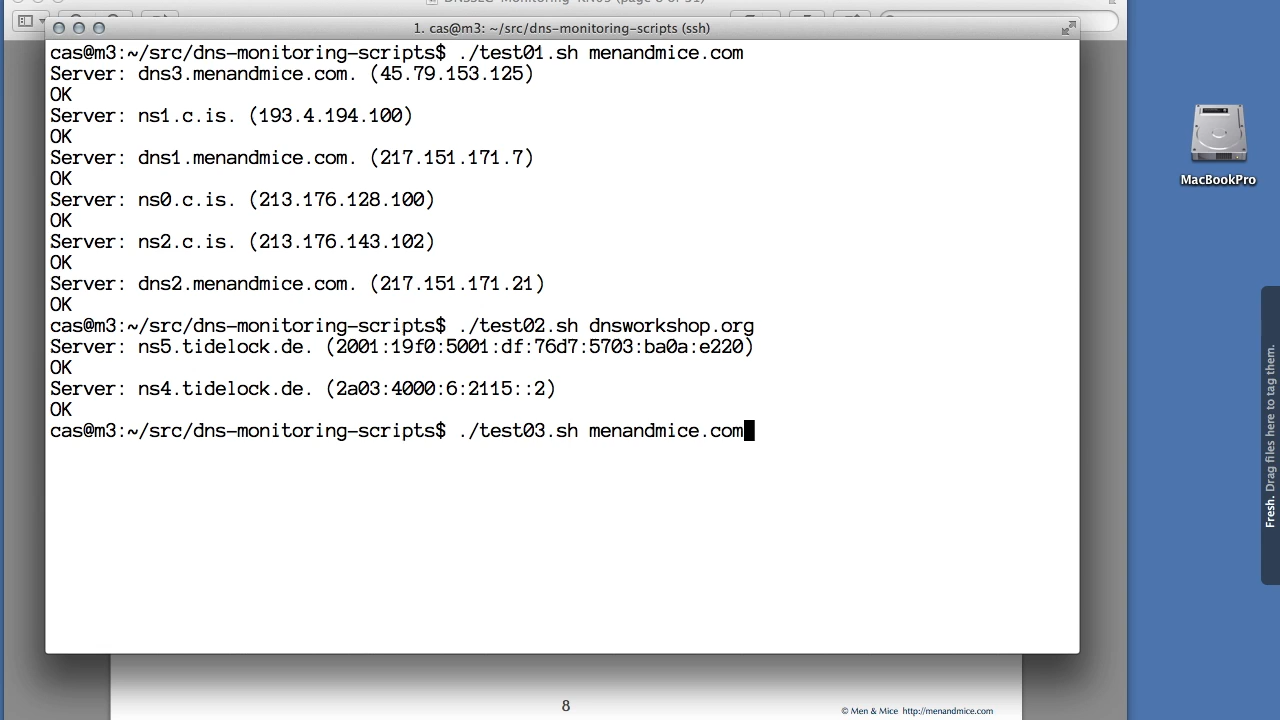 1. cas@m3: ~/src/dns-monitoring-scripts (ssh)
cas@m3:~/src/dns-monitoring-scripts$ ./test01.sh menandmice.com
Server: dns3.menandmice.com. (45.79.153.125)
OK
Server: ns1.c.is. (193.4.194.100)
OK
Server: dns1.menandmice.com. (217.151.171.7)
OK
Server: ns0.c.is. (213.176.128.100)
OK
Server: ns2.c.is. (213.176.143.102)
OK
Server: dns2.menandmice.com. (217.151.171.21)
OK
cas@m3:~/src/dns-monitoring-scripts$ ./test02.sh dnsworkshop.org
Server: ns5.tidelock.de. (2001:19f0:5001:df:76d7:5703:ba0a:e220)
OK
Server: ns4.tidelock.de. (2a03:4000:6:2115::2)
OK
cas@m3:~/src/dns-monitoring-scripts$ ./test03.sh menandmice.com
MacBookPro
Fresh. Drag files here to tag them.
8
© Men & Mice http://menandmice.com